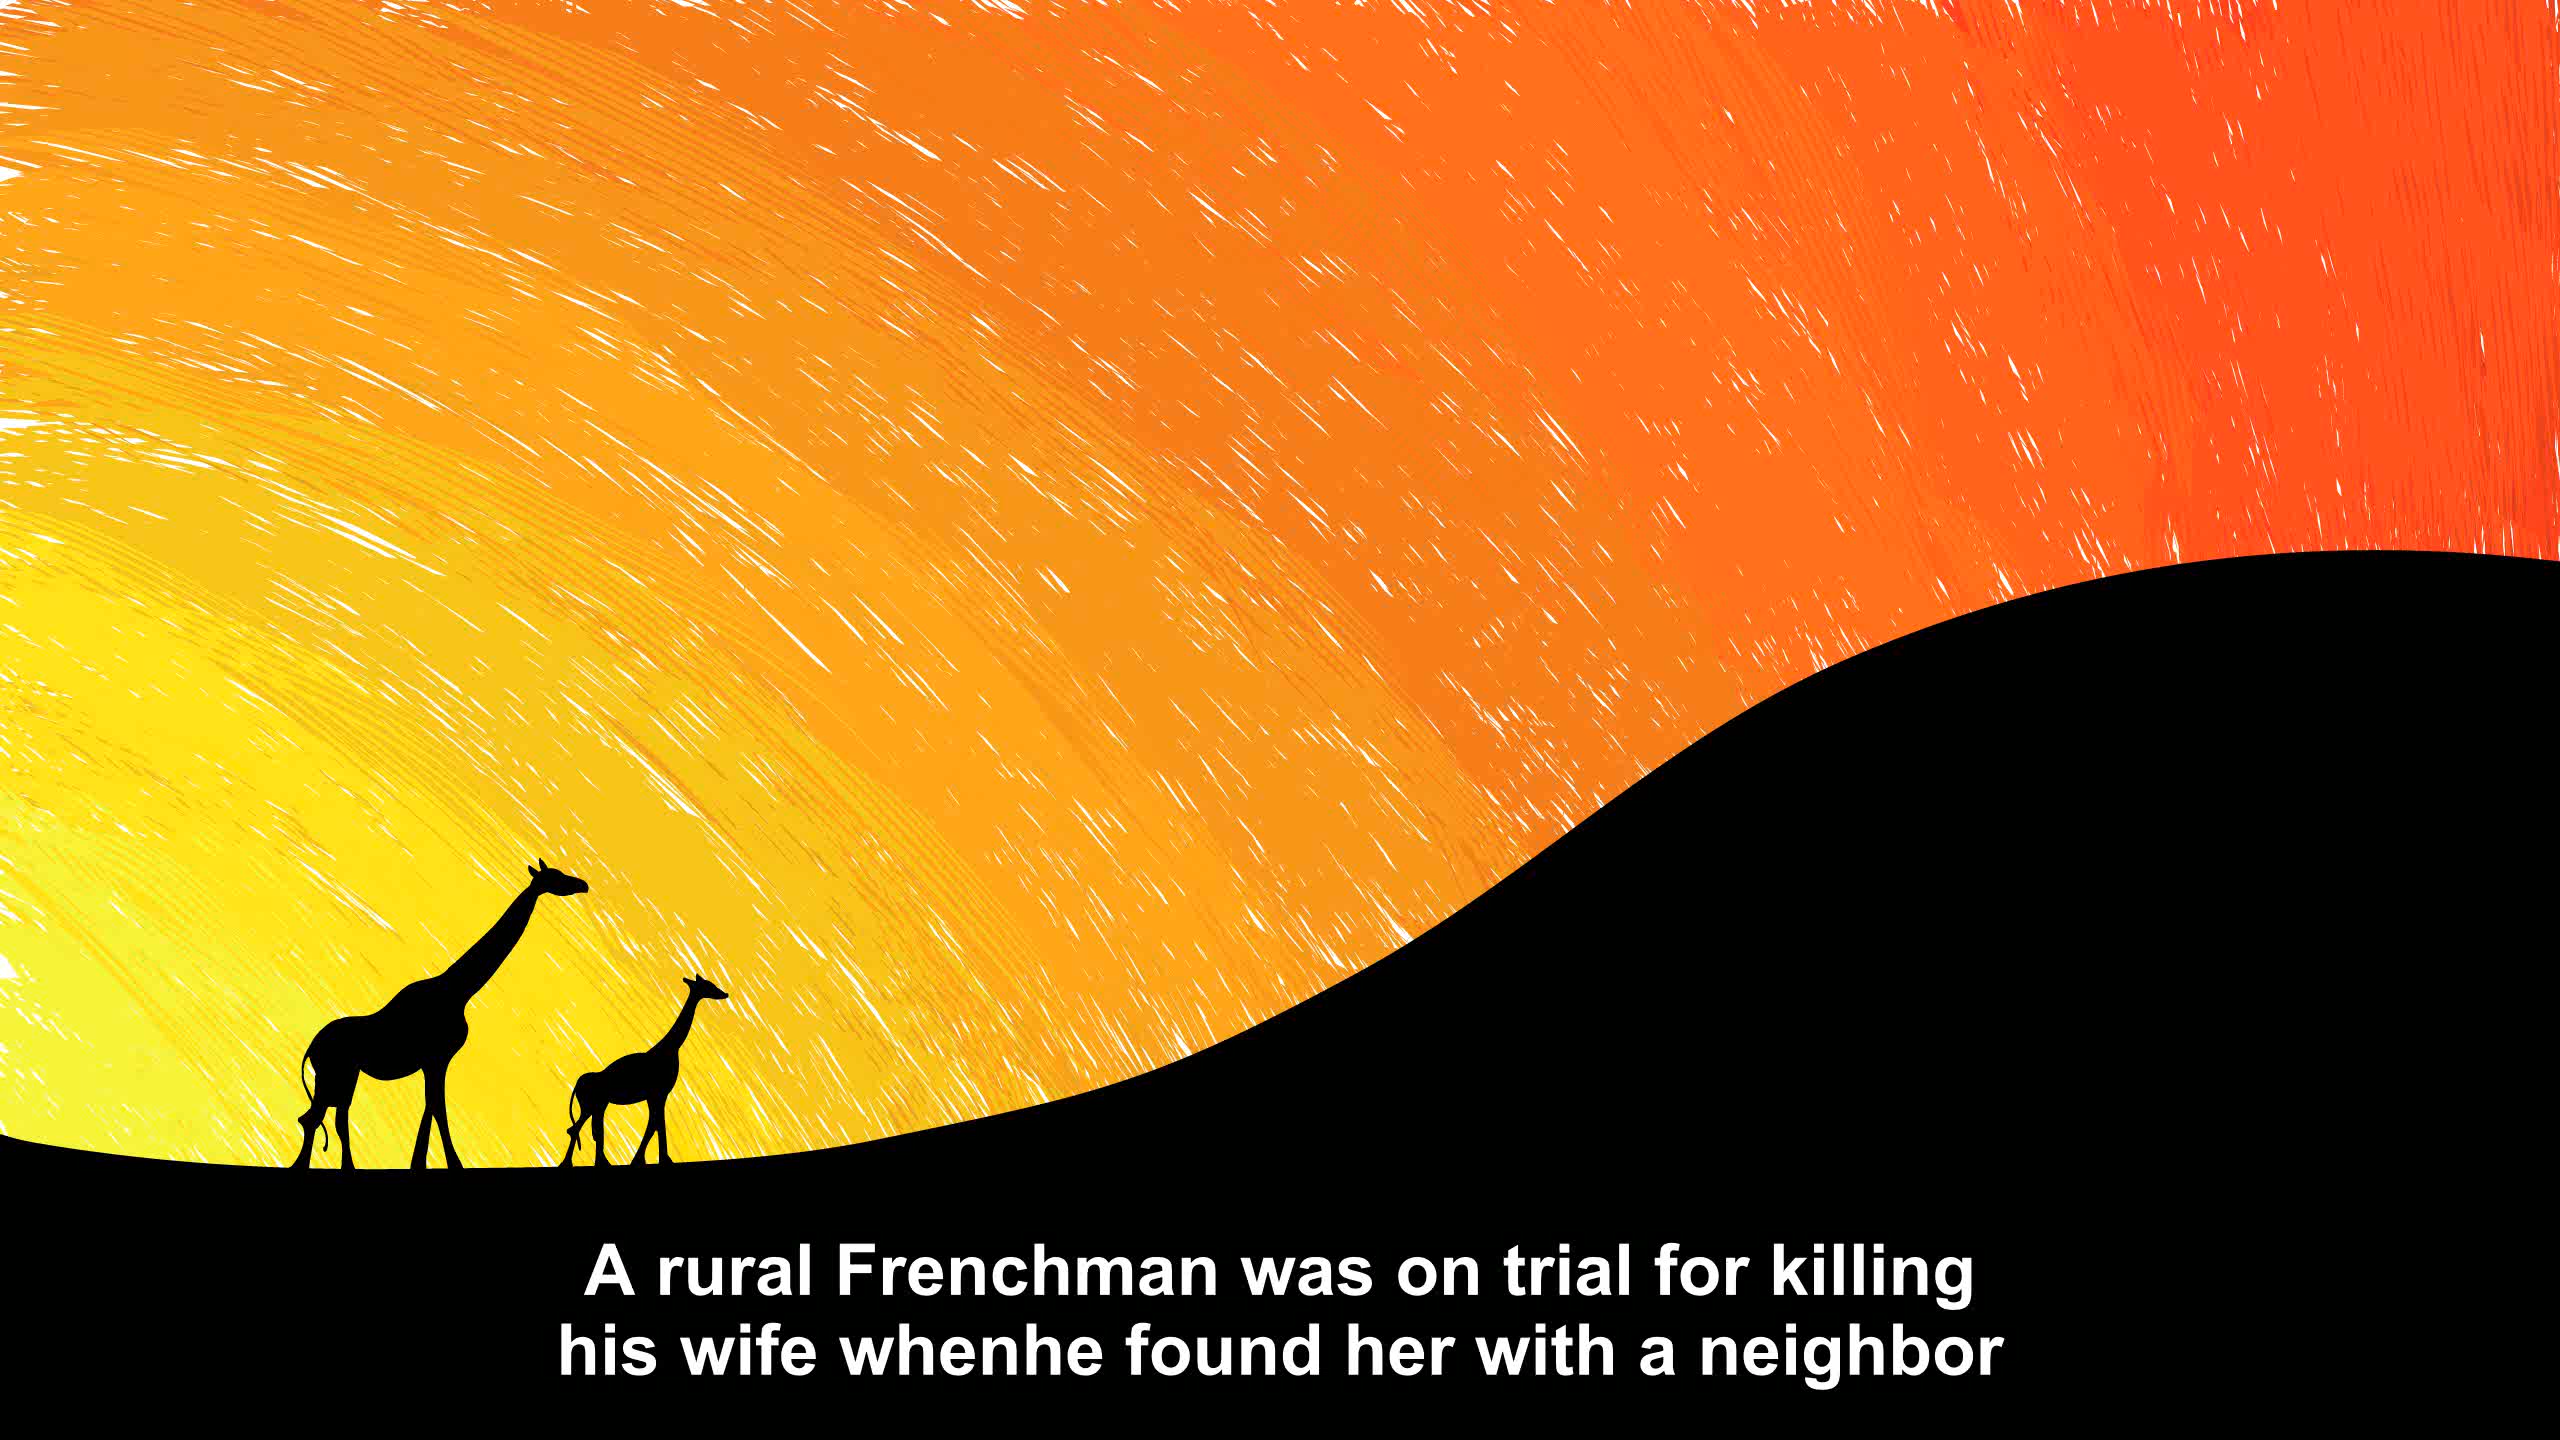 A rural Frenchman was on trial for killing
his wife whenhe found her with a neighbor